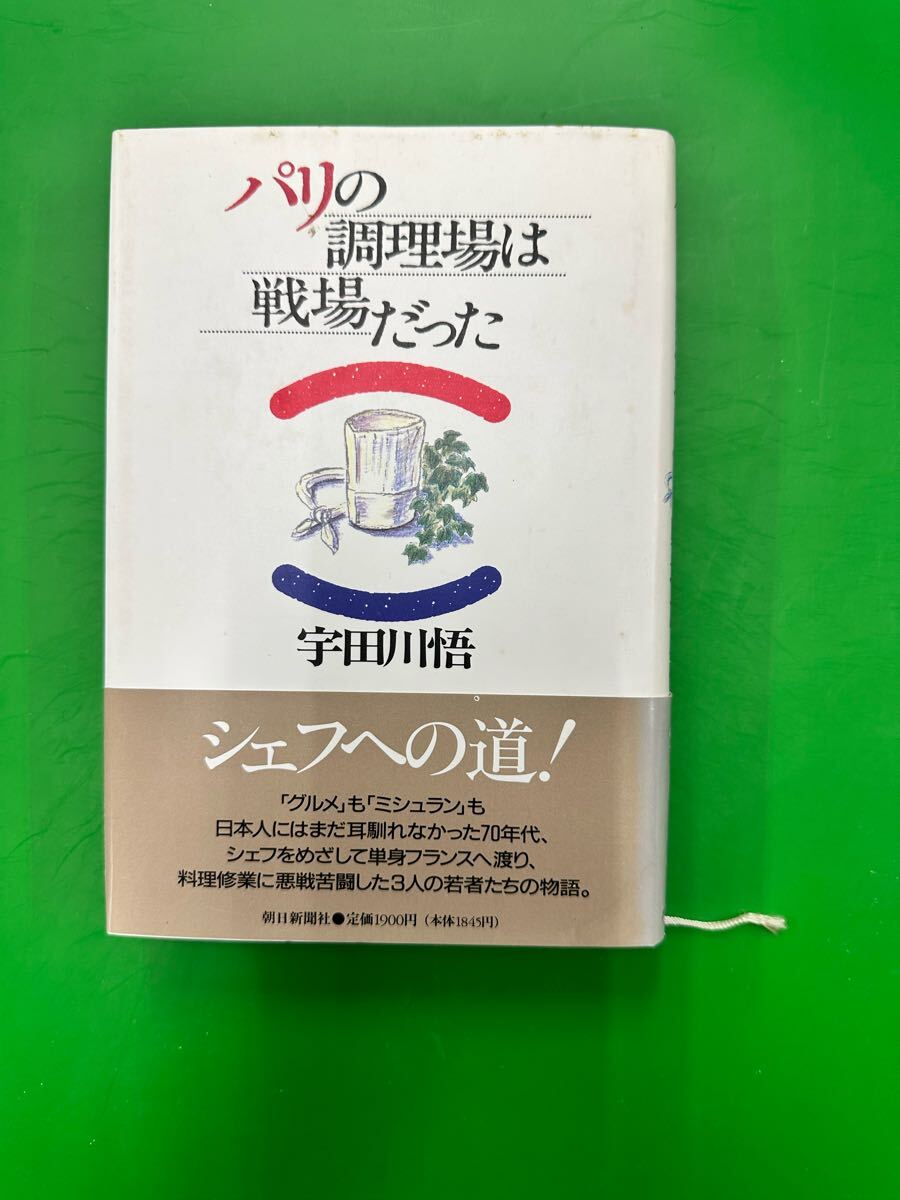 パリの
調理場は
戦場だった
宇田川悟
シェフへの道!
「グルメ」も「ミシュラン」も
日本人にはまだ耳馴れなかった70年代、
シェフをめざして単身フランスへ渡り、
料理修業に悪戦苦闘した3人の若者たちの物語。
朝日新聞社●定価1900円（本体1845円）